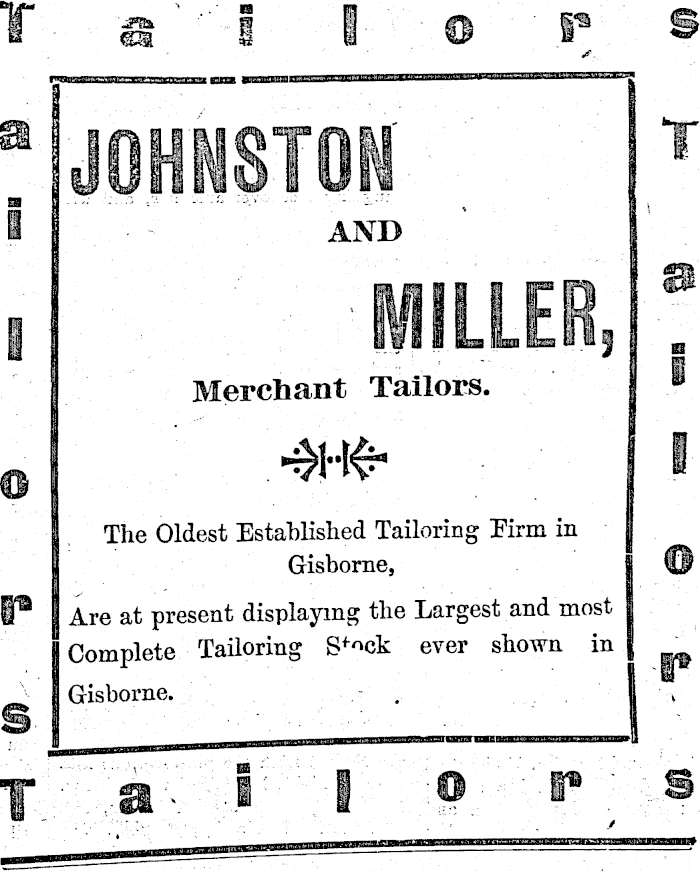 Tailors
JOHNSTON
AND
MILLER,
Merchant Tailors.
The Oldest Established Tailoring Firm in
Gisborne,
Are at present displaying the Largest and most
Complete Tailoring Stock ever shown in
Gisborne.
Tailors
Tailors
Tailors